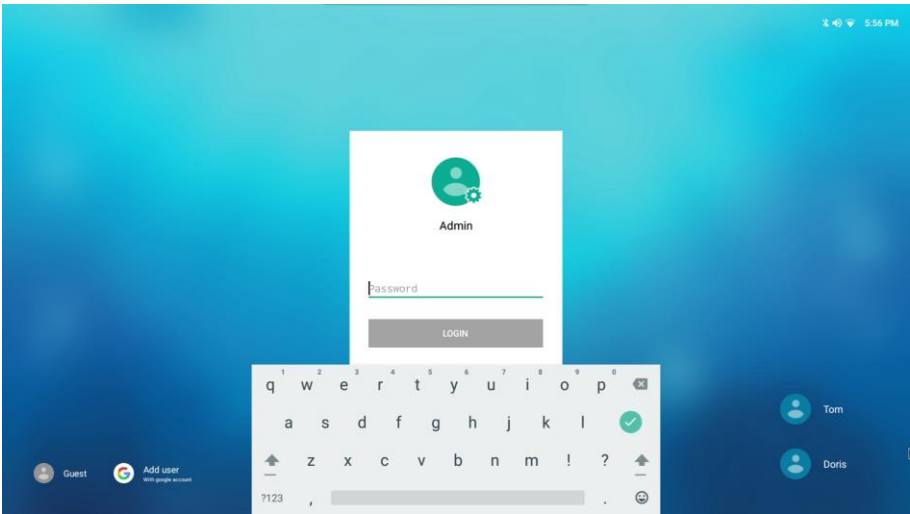 5:56 PM
Admin
Password
LOGIN
1 2 3 4 5 6 7 8 9 0
q w e r t y u i o p
a s d f g h j k l
z x c v b n m ! ?
?123 , .
Tom
Doris
Guest
Add user
With google account